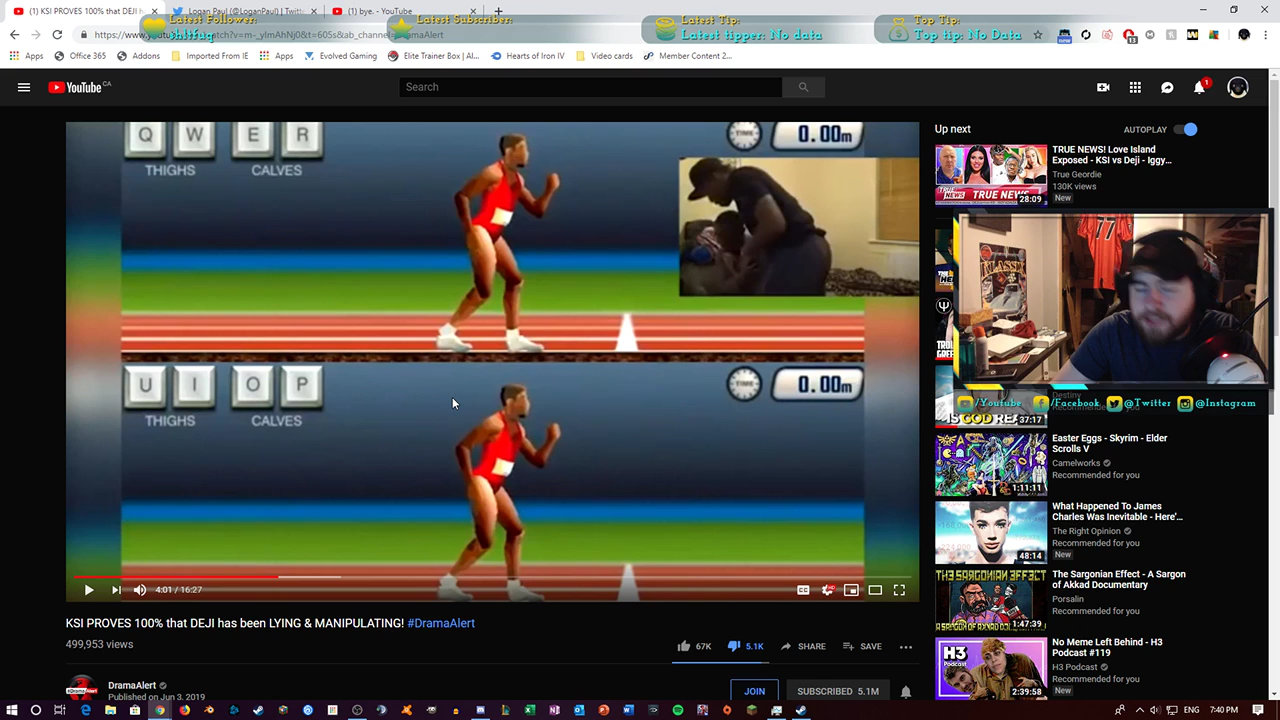 (1) KSI PROVES 100% that DEJI N
Logan Paul (@LoganPaul) | Twitt
(1) bye. - YouTube
Latest Follower:
Latest Subscriber:
Latest Tip:
Latest tipper: No data
Top Tip:
Top tip: No Data
Apps
Office 365
Addons
Imported From IE
Apps
Evolved Gaming
Elite Trainer Box | Al...
Hearts of Iron IV
Video cards
Member Content 2...
YouTube CA
Search
1
Q W E R
THIGHS CALVES
TIME
0.00m
U I O P
THIGHS CALVES
TIME
0.00m
4:01 / 16:27
KSI PROVES 100% that DEJI has been LYING & MANIPULATING! #DramaAlert
499,953 views
67K
5.1K
SHARE
SAVE
DramaAlert
Published on Jun 3, 2019
JOIN
SUBSCRIBED 5.1M
Up next
AUTOPLAY
TRUE NEWS! Love Island
Exposed - KSI vs Deji - Iggy...
True Geordie
130K views
New
TRUE NEWS
28:09
77
/Youtube
/Facebook
@Twitter
@Instagram
Destiny
37:17
Easter Eggs - Skyrim - Elder
Scrolls V
Camelworks
Recommended for you
1:11:11
What Happened To James
Charles Was Inevitable - Here'...
The Right Opinion
Recommended for you
New
48:14
The Sargonian Effect - A Sargon
of Akkad Documentary
Porsalin
Recommended for you
THE SARGONIAN EFFECT
1:47:39
No Meme Left Behind - H3
Podcast #119
H3 Podcast
Recommended for you
New
H3
Podcast
2:39:58
ENG
7:40 PM